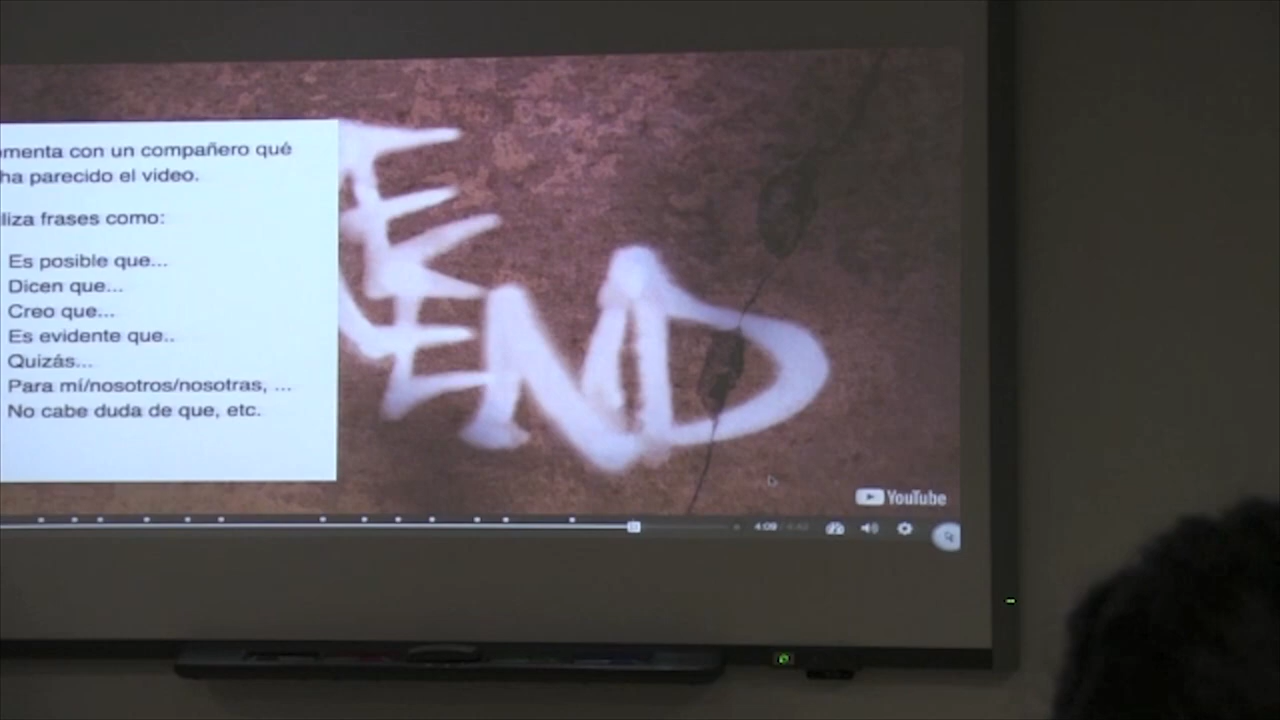 omenta con un compañero qué
ha parecido el video.
liza frases como:
Es posible que...
Dicen que...
Creo que...
Es evidente que..
Quizás...
Para mí/nosotros/nosotras, ...
No cabe duda de que, etc.
END
YouTube
4:09